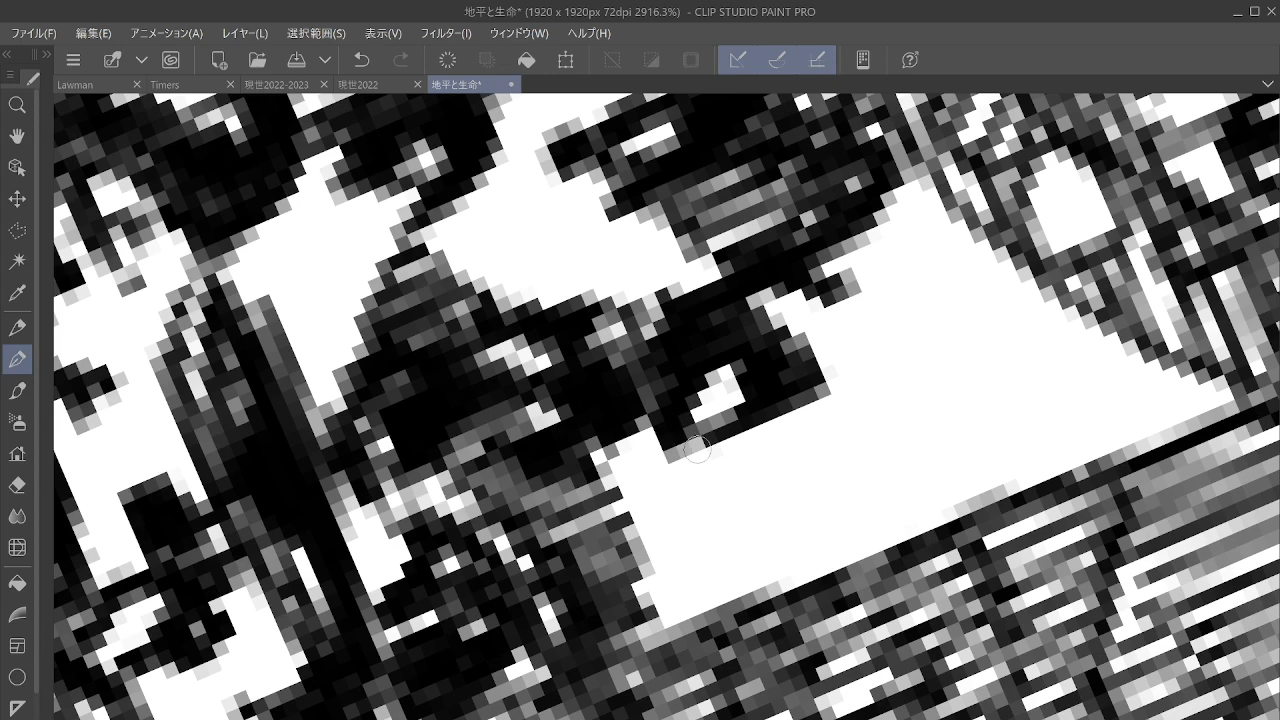 地平と生命* (1920 x 1920px 72dpi 2916.3%)  - CLIP STUDIO PAINT PRO
ファイル(F) 編集(E) アニメーション(A) レイヤー(L) 選択範囲(S) 表示(V) フィルター(I) ウィンドウ(W) ヘルプ(H)
Lawman Timers 現世2022-2023 現世2022 地平と生命*